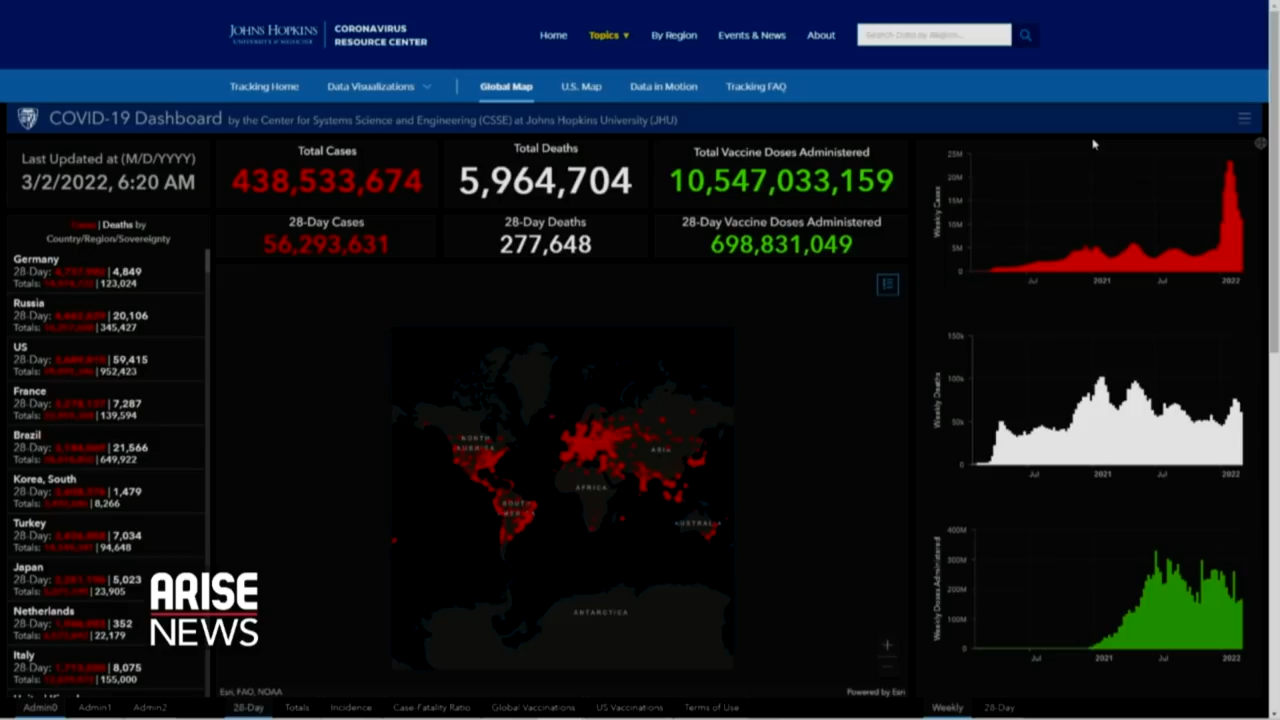 JOHNS HOPKINS
UNIVERSITY & MEDICINE
CORONAVIRUS
RESOURCE CENTER
Home
Topics
By Region
Events & News
About
Search Data by Region...
Tracking Home
Data Visualizations
Global Map
U.S. Map
Data in Motion
Tracking FAQ
COVID-19 Dashboard by the Center for Systems Science and Engineering (CSSE) at Johns Hopkins University (JHU)
Last Updated at (M/D/YYYY)
3/2/2022, 6:20 AM
Total Cases
438,533,674
Total Deaths
5,964,704
Total Vaccine Doses Administered
10,547,033,159
28-Day Cases
56,293,631
28-Day Deaths
277,648
28-Day Vaccine Doses Administered
698,831,049
| Deaths by
Country/Region/Sovereignty
Germany
28-Day: | 4,849
Totals: | 123,024
Russia
28-Day: | 20,106
Totals: | 345,427
US
28-Day: | 59,415
Totals: | 952,423
France
28-Day: | 7,287
Totals: | 139,594
Brazil
28-Day: | 21,566
Totals: | 649,922
Korea, South
28-Day: | 1,479
Totals: | 8,266
Turkey
28-Day: | 7,034
Totals: | 94,648
Japan
28-Day: | 5,023
Totals: | 23,905
Netherlands
28-Day: | 352
Totals: | 22,179
Italy
28-Day: | 8,075
Totals: | 155,000
ARISE
NEWS
NORTH
AMERICA
SOUTH
AFRICA
ASIA
ANTARCTICA
Esri, FAO, NOAA
Powered by Esri
Weekly Cases
25M
20M
15M
10M
5M
0
Jul
2021
Jul
2022
Weekly Deaths
150k
100k
50k
0
Jul
2021
Jul
2022
Weekly Doses Administered
400M
300M
200M
100M
0
Jul
2021
Jul
2022
Admin0
Admin1
Admin2
28-Day
Totals
Incidence
Case-Fatality Ratio
Global Vaccinations
US Vaccinations
Terms of Use
Weekly
28-Day